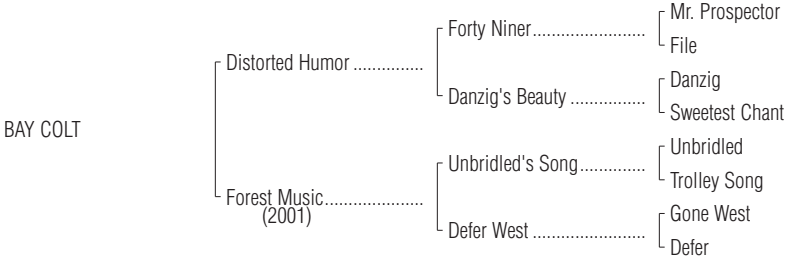 Mr. Prospector
Forty Niner........................
File
Distorted Humor ...............
Danzig
Danzig's Beauty ................
Sweetest Chant
BAY COLT
Unbridled
Unbridled's Song..............
Trolley Song
Forest Music.....................
(2001)
Gone West
Defer West ........................
Defer